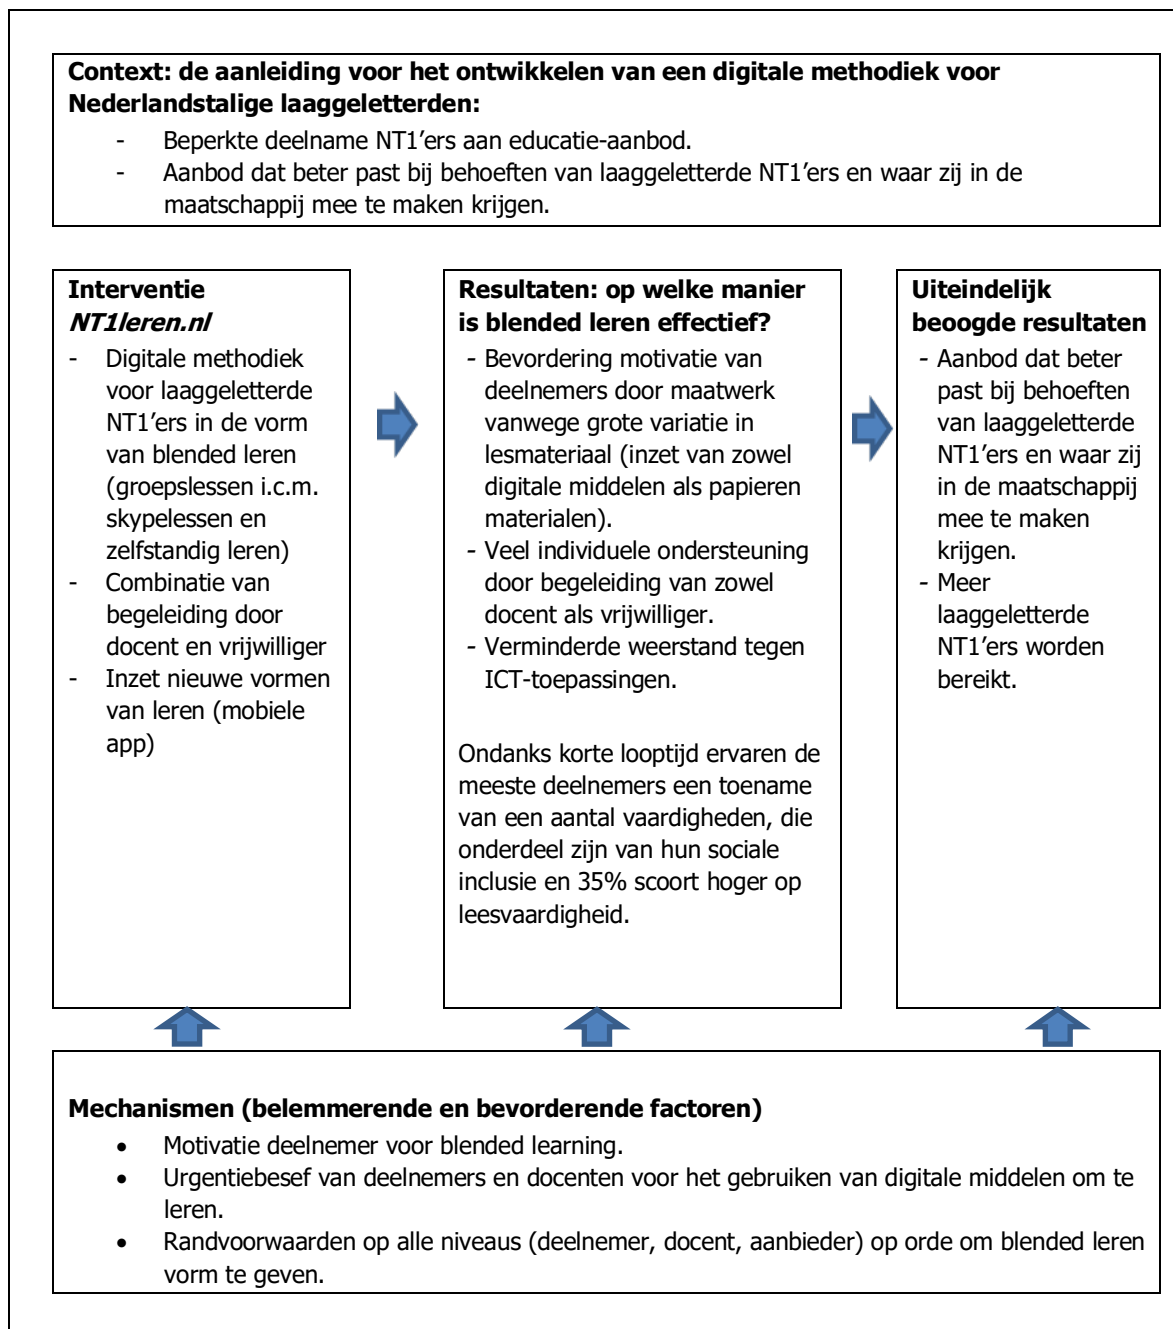 Context: de aanleiding voor het ontwikkelen van een digitale methodiek voor
Nederlandstalige laaggeletterden:
- Beperkte deelname NT1’ers aan educatie-aanbod.
- Aanbod dat beter past bij behoeften van laaggeletterde NT1’ers en waar zij in de
maatschappij mee te maken krijgen.
Interventie
NT1leren.nl
- Digitale methodiek
voor laaggeletterde
NT1’ers in de vorm
van blended leren
(groepslessen i.c.m.
skypelessen en
zelfstandig leren)
- Combinatie van
begeleiding door
docent en vrijwilliger
- Inzet nieuwe vormen
van leren (mobiele
app)
Resultaten: op welke manier
is blended leren effectief?
- Bevordering motivatie van
deelnemers door maatwerk
vanwege grote variatie in
lesmateriaal (inzet van zowel
digitale middelen als papieren
materialen).
- Veel individuele ondersteuning
door begeleiding van zowel
docent als vrijwilliger.
- Verminderde weerstand tegen
ICT-toepassingen.
Ondanks korte looptijd ervaren de
meeste deelnemers een toename
van een aantal vaardigheden, die
onderdeel zijn van hun sociale
inclusie en 35% scoort hoger op
leesvaardigheid.
Uiteindelijk
beoogde resultaten
- Aanbod dat beter
past bij behoeften
van laaggeletterde
NT1’ers en waar zij
in de maatschappij
mee te maken
krijgen.
- Meer
laaggeletterde
NT1’ers worden
bereikt.
Mechanismen (belemmerende en bevorderende factoren)
• Motivatie deelnemer voor blended learning.
• Urgentiebesef van deelnemers en docenten voor het gebruiken van digitale middelen om te
leren.
• Randvoorwaarden op alle niveaus (deelnemer, docent, aanbieder) op orde om blended leren
vorm te geven.